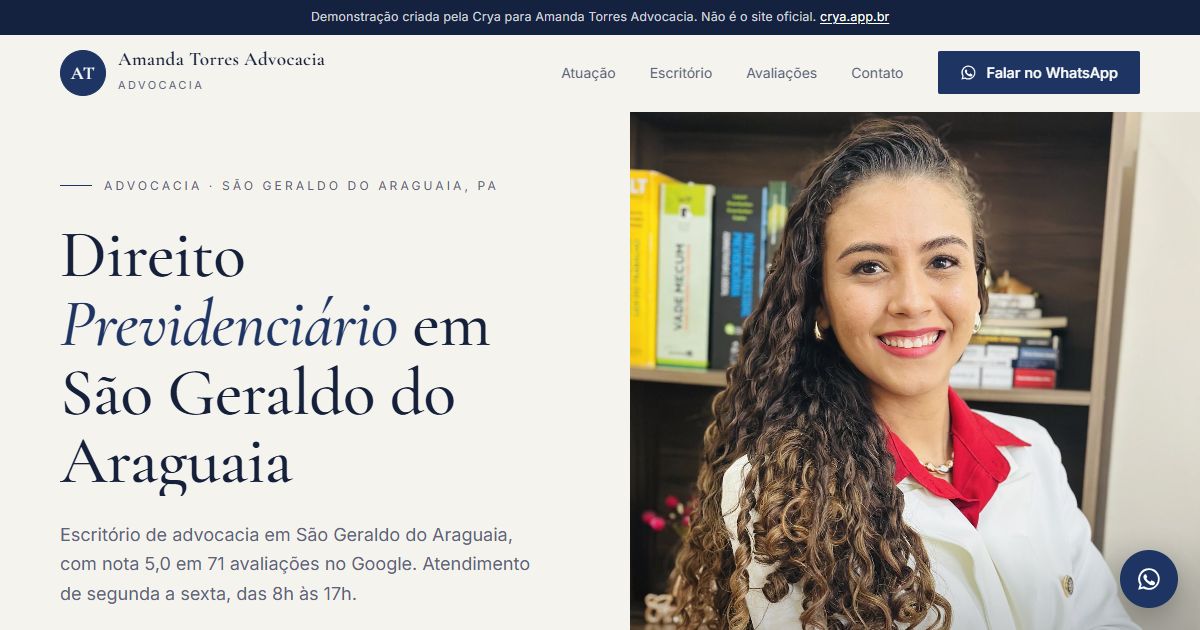 Demonstração criada pela Crya para Amanda Torres Advocacia. Não é o site oficial. crya.app.br
AT
Amanda Torres Advocacia
ADVOCACIA
Atuação
Escritório
Avaliações
Contato
Falar no WhatsApp
ADVOCACIA · SÃO GERALDO DO ARAGUAIA, PA
Direito
Previdenciário em
São Geraldo do
Araguaia
Escritório de advocacia em São Geraldo do Araguaia,
com nota 5,0 em 71 avaliações no Google. Atendimento
de segunda a sexta, das 8h às 17h.
VADE MECUM